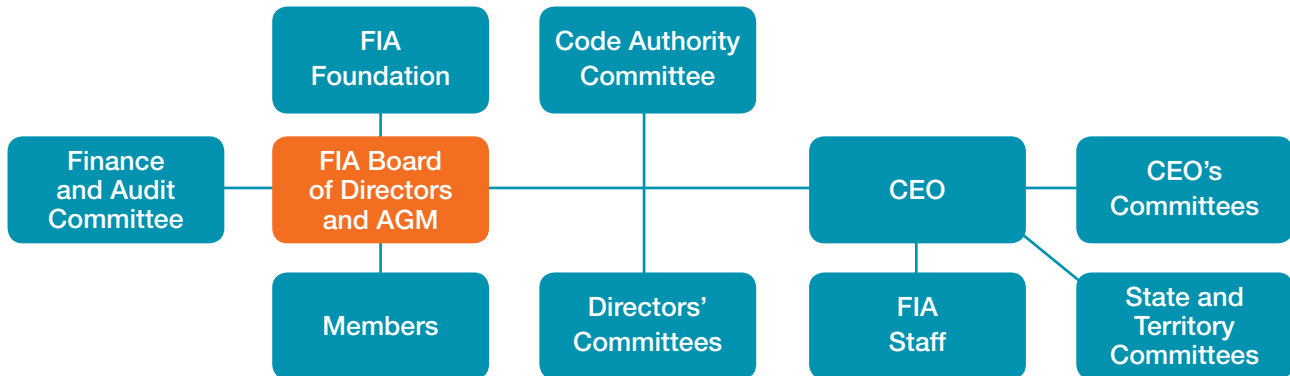 FIA
Foundation
Code Authority
Committee
Finance
and Audit
Committee
FIA Board
of Directors
and AGM
CEO
CEO’s
Committees
Members
Directors’
Committees
FIA
Staff
State and
Territory
Committees